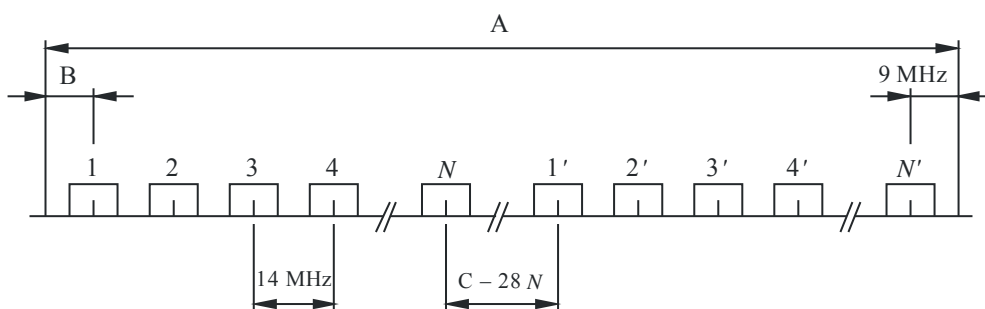 A
B
9 MHz
1 2 3 4 N 1′ 2′ 3′ 4′ N′
14 MHz
C – 28 N